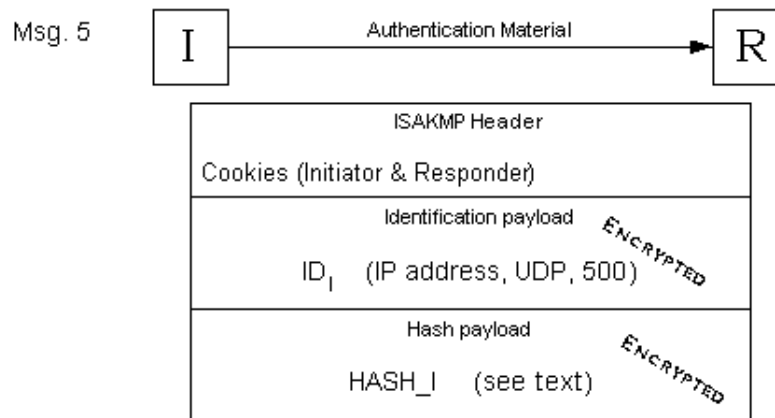 Msg. 5
I
Authentication Material
R
ISAKMP Header
Cookies (Initiator & Responder)
Identification payload
ENCRYPTED
ID_I (IP address, UDP, 500)
Hash payload
ENCRYPTED
HASH_I (see text)